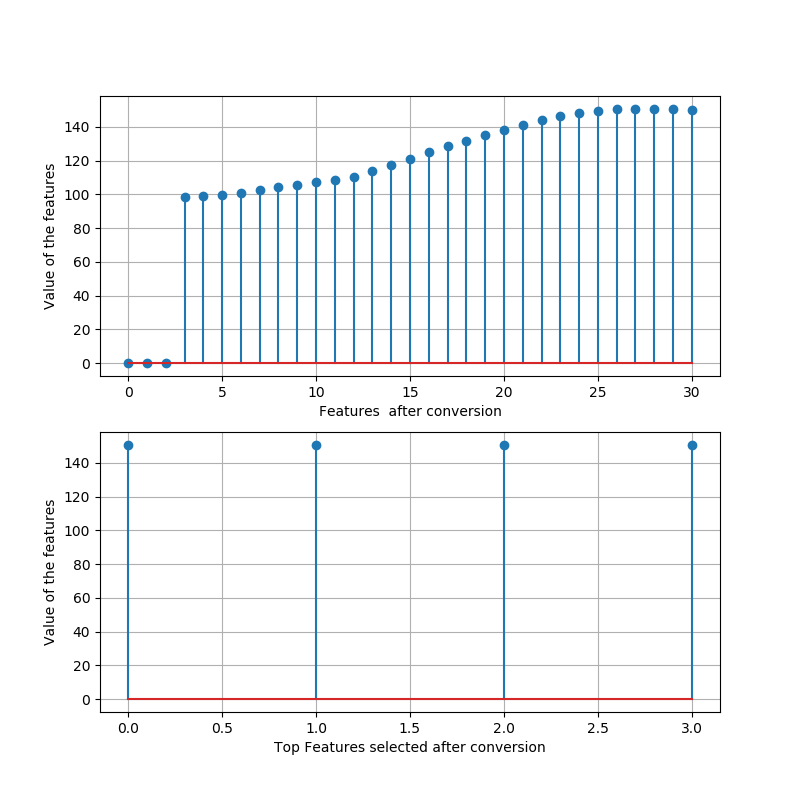 140
120
100
80
60
40
20
0
Value of the features
0 5 10 15 20 25 30
Features  after conversion
140
120
100
80
60
40
20
0
Value of the features
0.0 0.5 1.0 1.5 2.0 2.5 3.0
Top Features selected after conversion